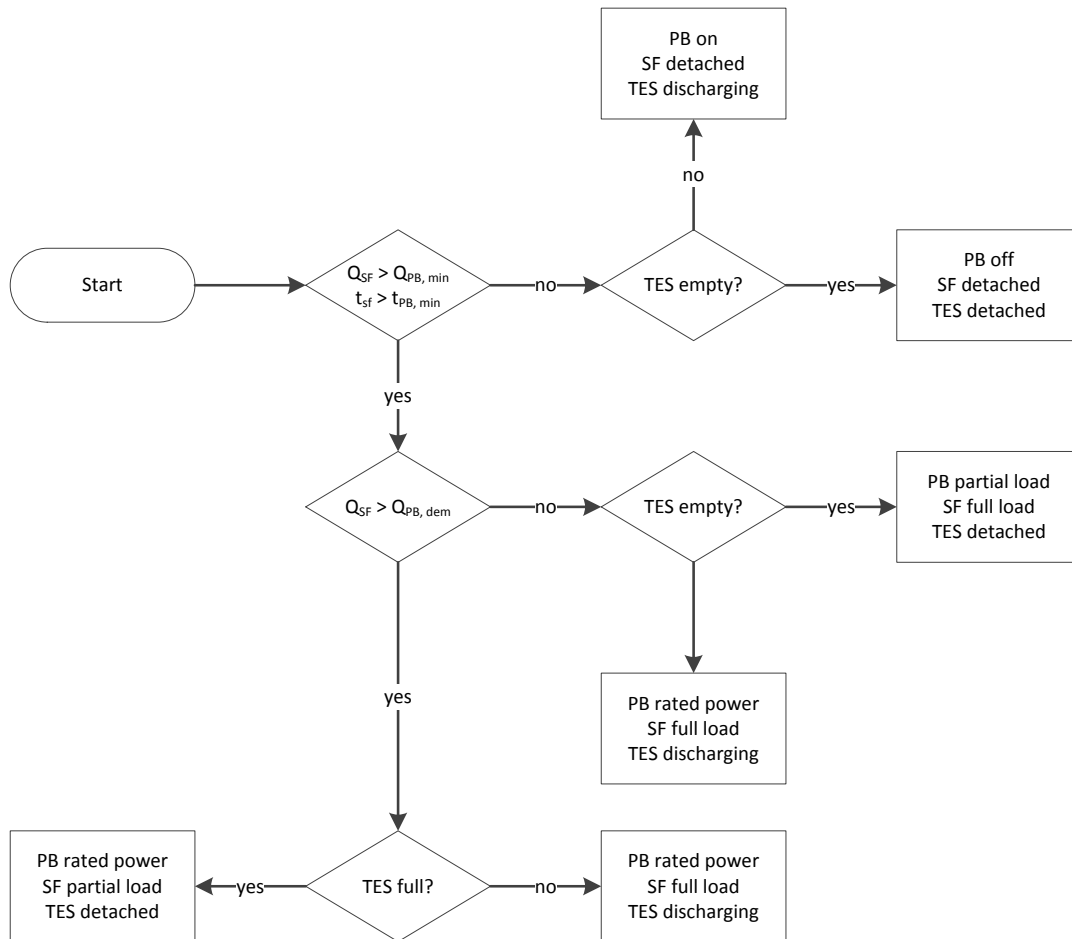 PB on
SF detached
TES discharging
no
Start
Q_SF > Q_PB, min
t_sf > t_PB, min
no
TES empty?
yes
PB off
SF detached
TES detached
yes
Q_SF > Q_PB, dem
no
TES empty?
yes
PB partial load
SF full load
TES detached
yes
PB rated power
SF full load
TES discharging
PB rated power
SF partial load
TES detached
yes
TES full?
no
PB rated power
SF full load
TES discharging